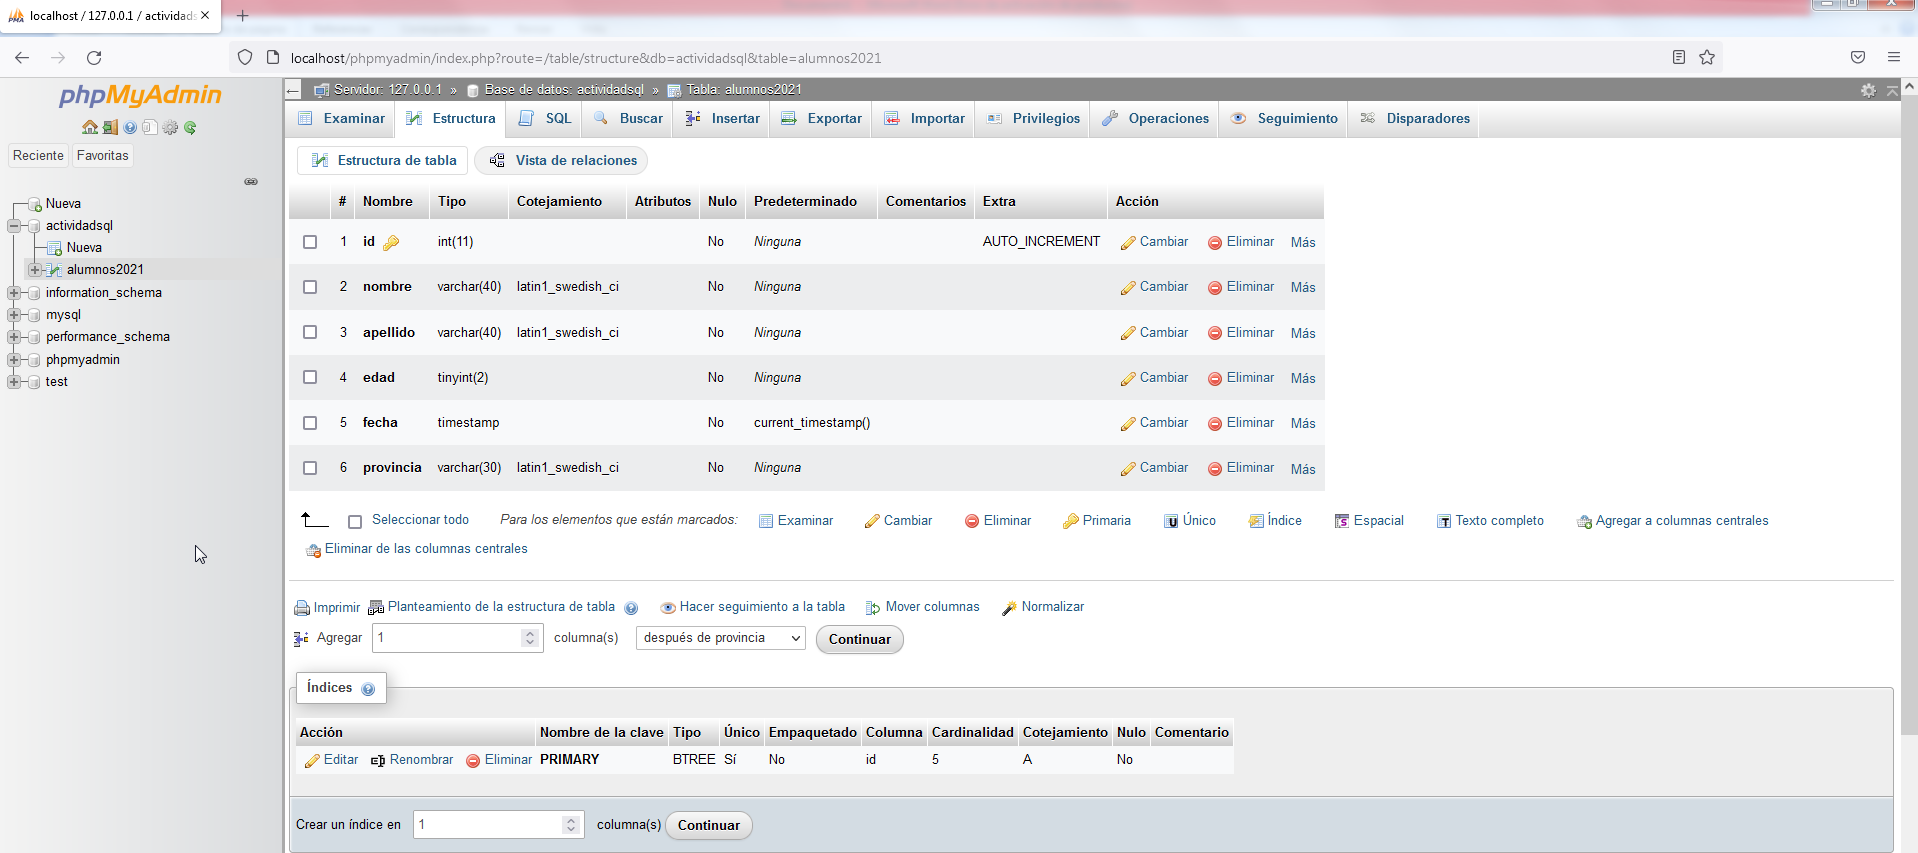 localhost / 127.0.0.1 / actividads
localhost/phpmyadmin/index.php?route=/table/structure&db=actividadsql&table=alumnos2021
phpMyAdmin
Reciente Favoritas
Nueva
actividadsql
Nueva
alumnos2021
information_schema
mysql
performance_schema
phpmyadmin
test
Servidor: 127.0.0.1 » Base de datos: actividadsql » Tabla: alumnos2021
Examinar Estructura SQL Buscar Insertar Exportar Importar Privilegios Operaciones Seguimiento Disparadores
Estructura de tabla Vista de relaciones
# Nombre Tipo Cotejamiento Atributos Nulo Predeterminado Comentarios Extra Acción
1 id int(11) No Ninguna AUTO_INCREMENT Cambiar Eliminar Más
2 nombre varchar(40) latin1_swedish_ci No Ninguna Cambiar Eliminar Más
3 apellido varchar(40) latin1_swedish_ci No Ninguna Cambiar Eliminar Más
4 edad tinyint(2) No Ninguna Cambiar Eliminar Más
5 fecha timestamp No current_timestamp() Cambiar Eliminar Más
6 provincia varchar(30) latin1_swedish_ci No Ninguna Cambiar Eliminar Más
Seleccionar todo Para los elementos que están marcados: Examinar Cambiar Eliminar Primaria Único Índice Espacial Texto completo Agregar a columnas centrales
Eliminar de las columnas centrales
Imprimir Planteamiento de la estructura de tabla Hacer seguimiento a la tabla Mover columnas Normalizar
Agregar 1 columna(s) después de provincia Continuar
Índices
Acción Nombre de la clave Tipo Único Empaquetado Columna Cardinalidad Cotejamiento Nulo Comentario
Editar Renombrar Eliminar PRIMARY BTREE Sí No id 5 A No
Crear un índice en 1 columna(s) Continuar